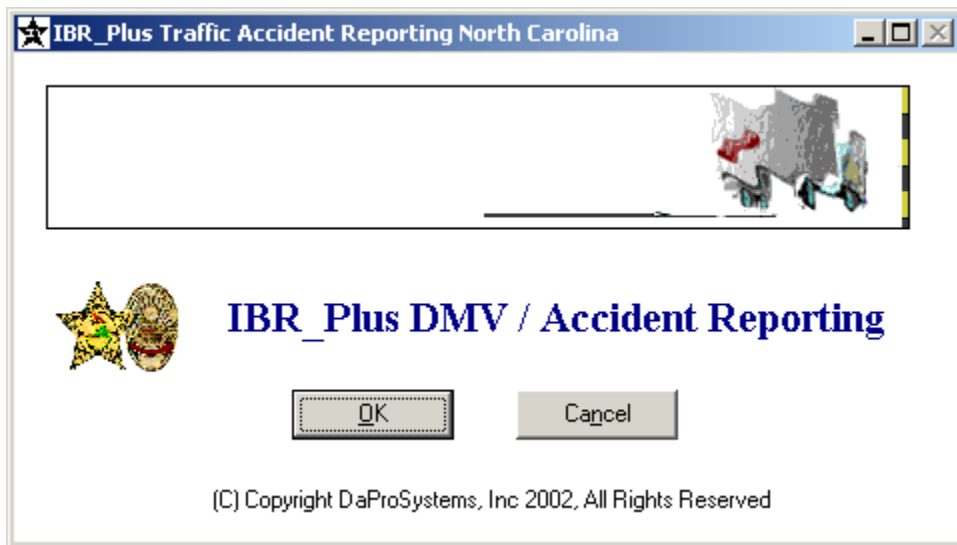 IBR_Plus Traffic Accident Reporting North Carolina
IBR_Plus DMV / Accident Reporting
OK
Cancel
(C) Copyright DaProSystems, Inc 2002, All Rights Reserved